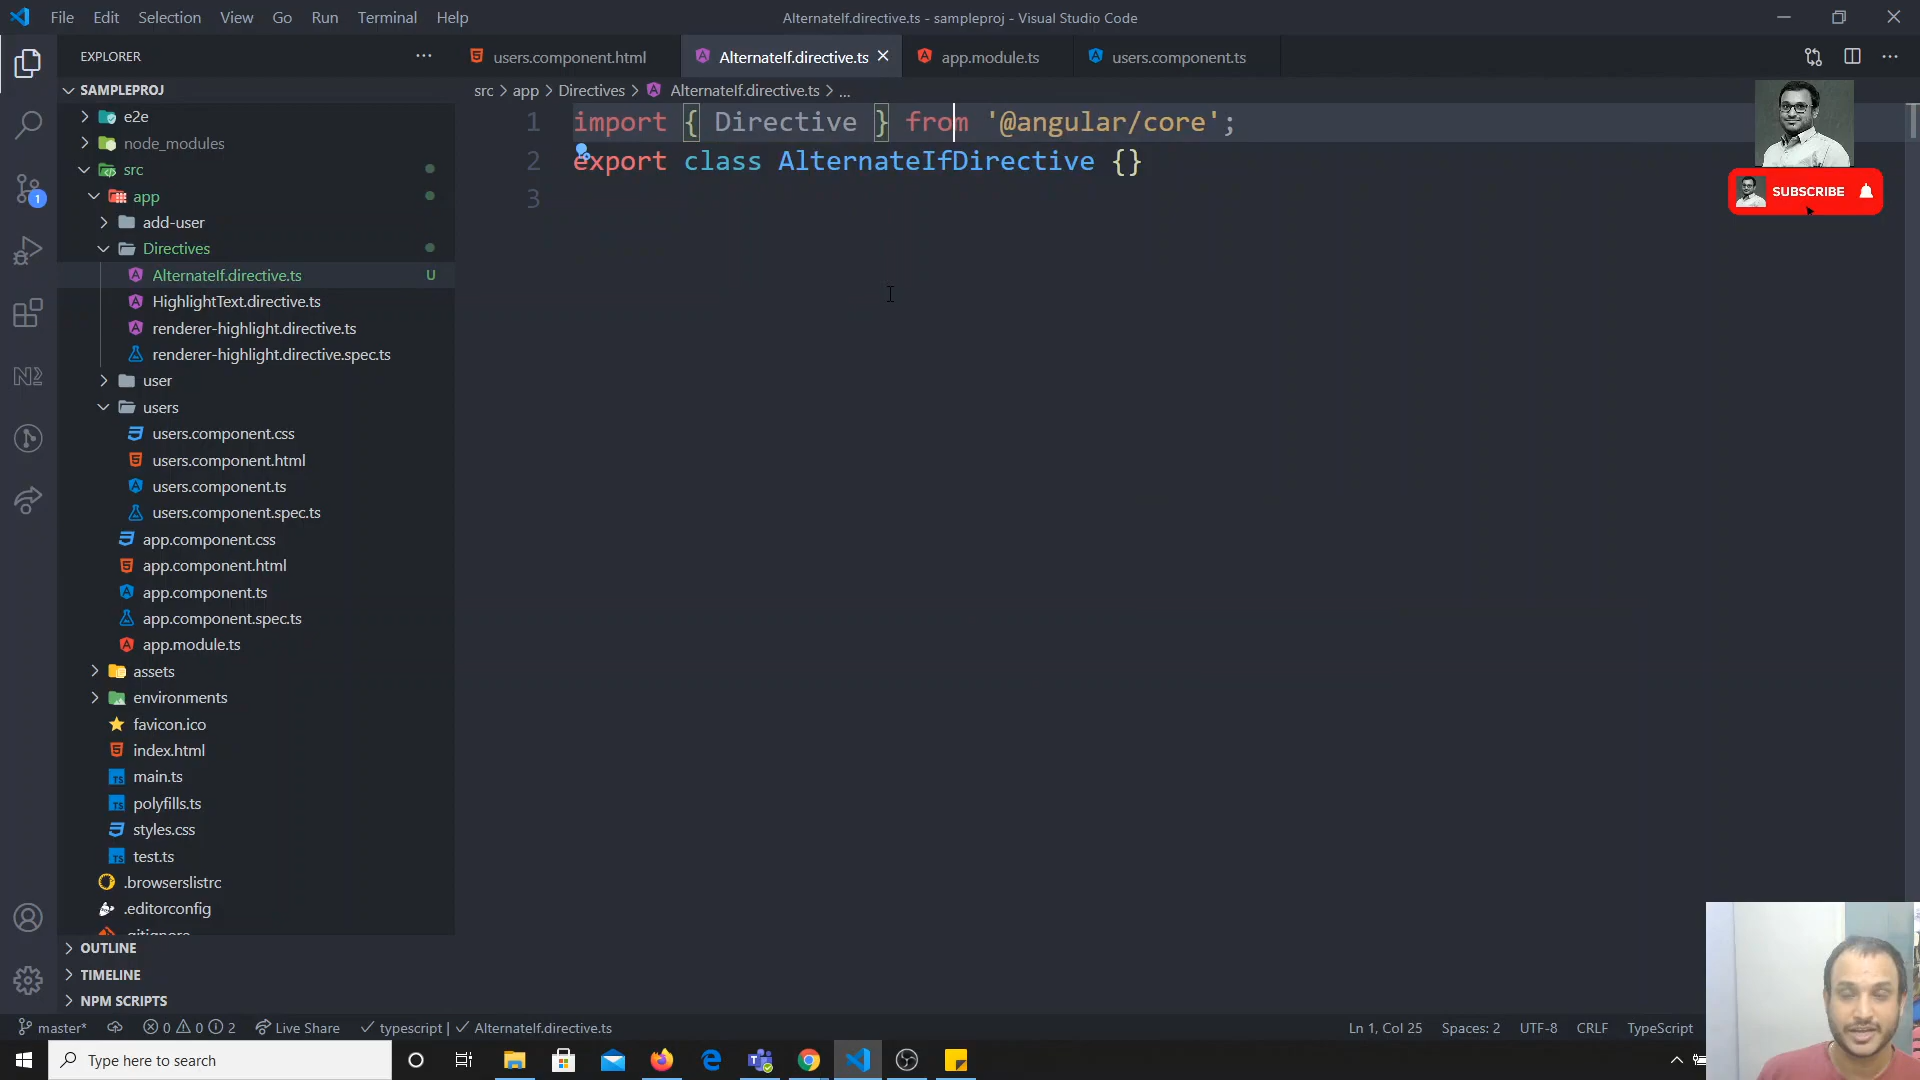 File Edit Selection View Go Run Terminal Help
AlternateIf.directive.ts - sampleproj - Visual Studio Code
EXPLORER
users.component.html
AlternateIf.directive.ts
app.module.ts
users.component.ts
src > app > Directives > AlternateIf.directive.ts > ...
SAMPLEPROJ
e2e
node_modules
src
app
add-user
Directives
AlternateIf.directive.ts U
HighlightText.directive.ts
renderer-highlight.directive.ts
renderer-highlight.directive.spec.ts
user
users
users.component.css
users.component.html
users.component.ts
users.component.spec.ts
app.component.css
app.component.html
app.component.ts
app.component.spec.ts
app.module.ts
assets
environments
favicon.ico
index.html
main.ts
polyfills.ts
styles.css
test.ts
.browserslistrc
.editorconfig
.gitignore
OUTLINE
TIMELINE
NPM SCRIPTS
1 import { Directive } from '@angular/core';
2 export class AlternateIfDirective {}
3
SUBSCRIBE
1
master* 0 0 2 Live Share typescript | AlternateIf.directive.ts
Ln 1, Col 25 Spaces: 2 UTF-8 CRLF TypeScript
Type here to search